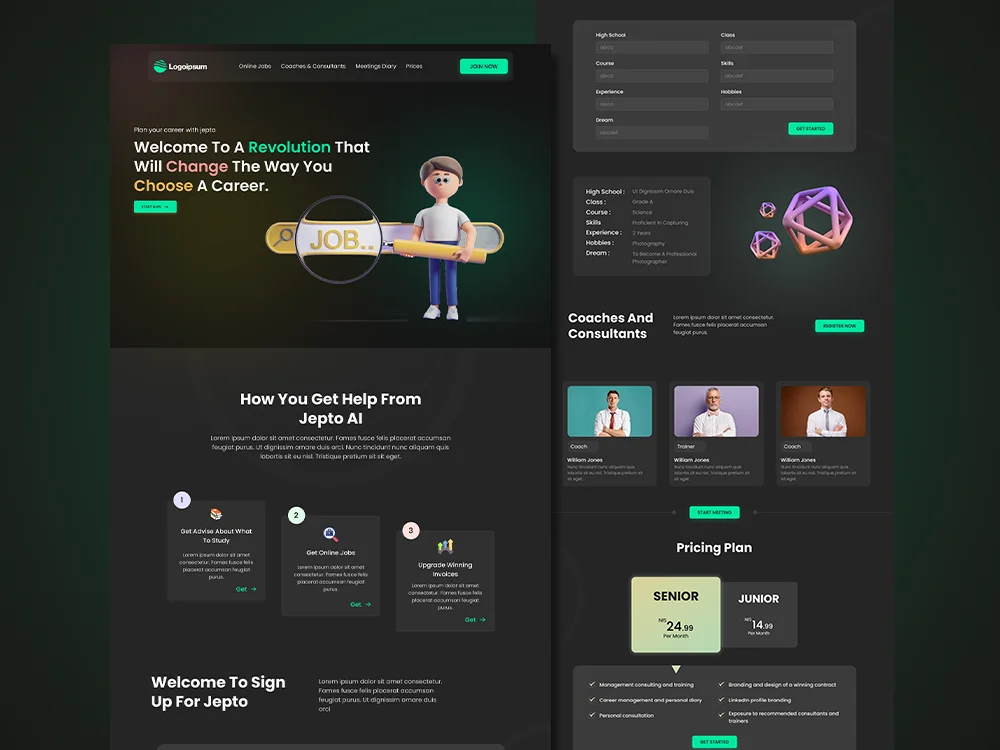 Logoipsum
Online Jobs
Coaches & Concultants
Meetings Diary
Prices
JOIN NOW
Plan your career with jepto
Welcome To A Revolution That
Will Change The Way You
Choose A Career.
START NOW
JOB..
How You Get Help From
Jepto AI
Lorem ipsum dolor sit amet consectetur. Fames fusce felis praesent accumsan
feugiat purus. Ut dignissim ornare duis orci. Nunc tincidunt nunc aliquam quis
lobortis sit eu nisl. Tristique pretium sit sit eget.
1
Get Advise About What
To Study
Lorem ipsum dolor sit amet
consectetur. Fames fusce felis
praesent accumsan feugiat
purus.
Get
2
Get Online Jobs
Lorem ipsum dolor sit amet
consectetur. Fames fusce felis
praesent accumsan feugiat
purus.
Get
3
Upgrade Winning
Invoices
Lorem ipsum dolor sit amet
consectetur. Fames fusce felis
praesent accumsan feugiat
purus.
Get
Welcome To Sign
Up For Jepto
Lorem ipsum dolor sit amet consectetur.
Fames fusce felis praesent accumsan
feugiat purus. Ut dignissim ornare duis
orci
High School
abcd
Class
abcdef
Course
abcd
Skills
abcdef
Experience
abcd
Hobbies
abcdef
Dream
abcdef
GET STARTED
High School : Ut Dignissim Ornare Duis.
Class : Grade A
Course : Science
Skills Proficient In Capturing
Experience : 2 Years
Hobbies : Photography
Dream : To Become A Professional
Photographer
Coaches And
Consultants
Lorem ipsum dolor sit amet consectetur.
Fames fusce felis praesent accumsan
feugiat purus.
REGISTER NOW
Coach
William Jones
Nunc tincidunt nunc aliquam quis
lobortis sit eu nisl. Tristique pretium sit
sit eget
Trainer
William Jones
Nunc tincidunt nunc aliquam quis
lobortis sit eu nisl. Tristique pretium sit
sit eget
Coach
William Jones
Nunc tincidunt nunc aliquam quis
lobortis sit eu nisl. Tristique pretium sit
sit eget
START MEETING
Pricing Plan
SENIOR
NIS 24.99
Per Month
JUNIOR
NIS 14.99
Per Month
Management consulting and training
Career management and personal diary
Personal consultation
Branding and design of a winning contract
LinkedIn profile branding
Exposure to recommended consultants and
trainers
GET STARTED